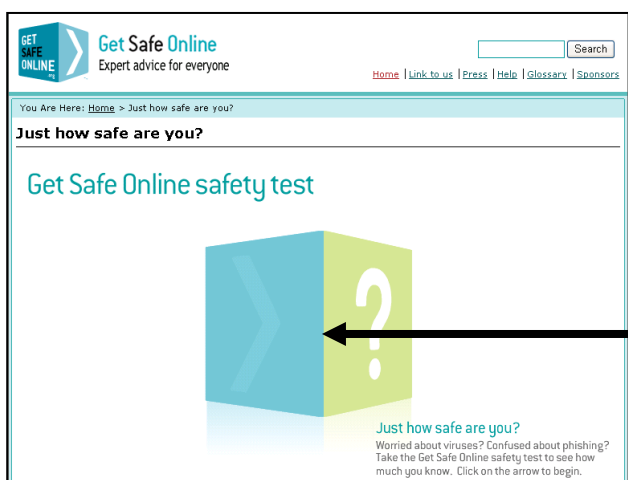 GET
SAFE
ONLINE
.org
Get Safe Online
Expert advice for everyone
Search
Home | Link to us | Press | Help | Glossary | Sponsors
You Are Here: Home > Just how safe are you?
Just how safe are you?
Get Safe Online safety test
?
Just how safe are you?
Worried about viruses? Confused about phishing?
Take the Get Safe Online safety test to see how
much you know. Click on the arrow to begin.